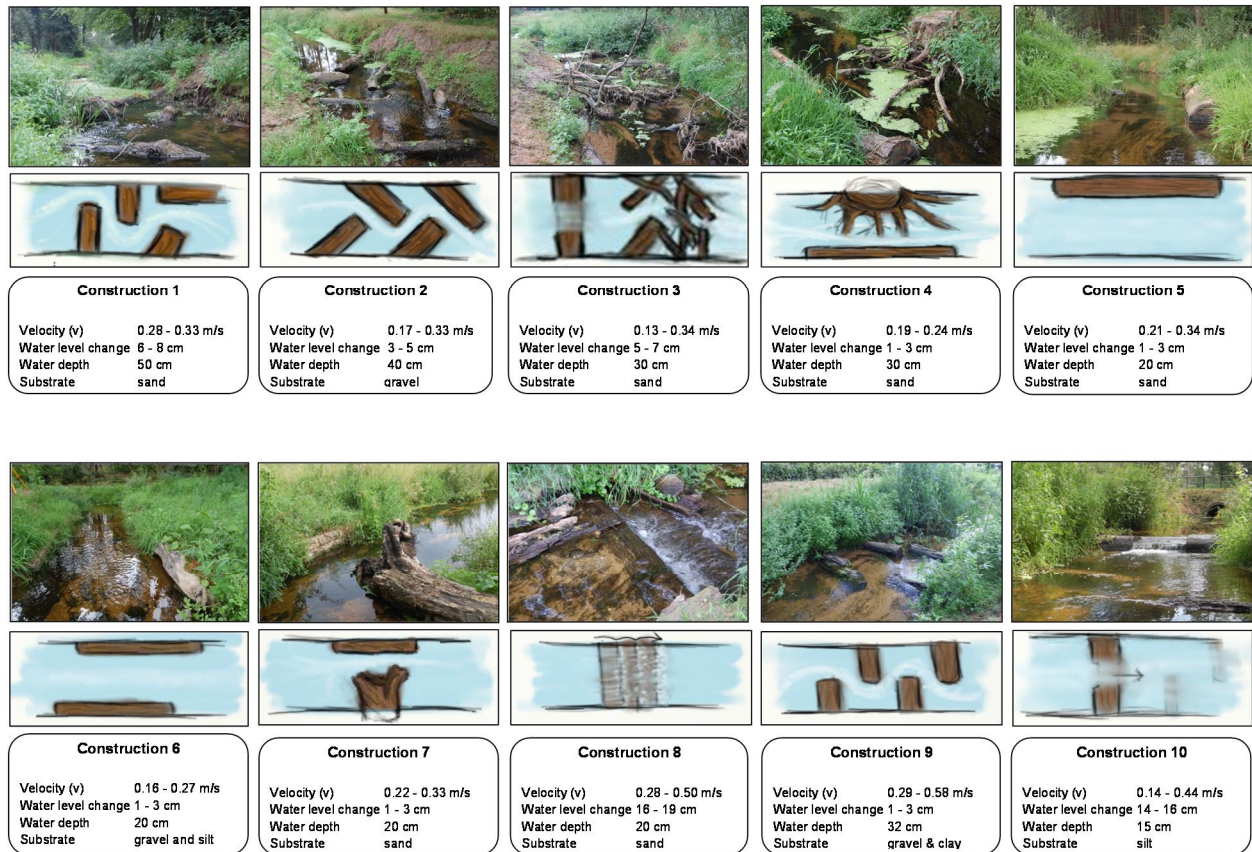 Construction 1
Velocity (v) 0.28 - 0.33 m/s
Water level change 6 - 8 cm
Water depth 50 cm
Substrate sand
Construction 2
Velocity (v) 0.17 - 0.33 m/s
Water level change 3 - 5 cm
Water depth 40 cm
Substrate gravel
Construction 3
Velocity (v) 0.13 - 0.34 m/s
Water level change 5 - 7 cm
Water depth 30 cm
Substrate sand
Construction 4
Velocity (v) 0.19 - 0.24 m/s
Water level change 1 - 3 cm
Water depth 30 cm
Substrate sand
Construction 5
Velocity (v) 0.21 - 0.34 m/s
Water level change 1 - 3 cm
Water depth 20 cm
Substrate sand
Construction 6
Velocity (v) 0.16 - 0.27 m/s
Water level change 1 - 3 cm
Water depth 20 cm
Substrate gravel and silt
Construction 7
Velocity (v) 0.22 - 0.33 m/s
Water level change 1 - 3 cm
Water depth 20 cm
Substrate sand
Construction 8
Velocity (v) 0.28 - 0.50 m/s
Water level change 16 - 19 cm
Water depth 20 cm
Substrate sand
Construction 9
Velocity (v) 0.29 - 0.58 m/s
Water level change 1 - 3 cm
Water depth 32 cm
Substrate gravel & clay
Construction 10
Velocity (v) 0.14 - 0.44 m/s
Water level change 14 - 16 cm
Water depth 15 cm
Substrate silt